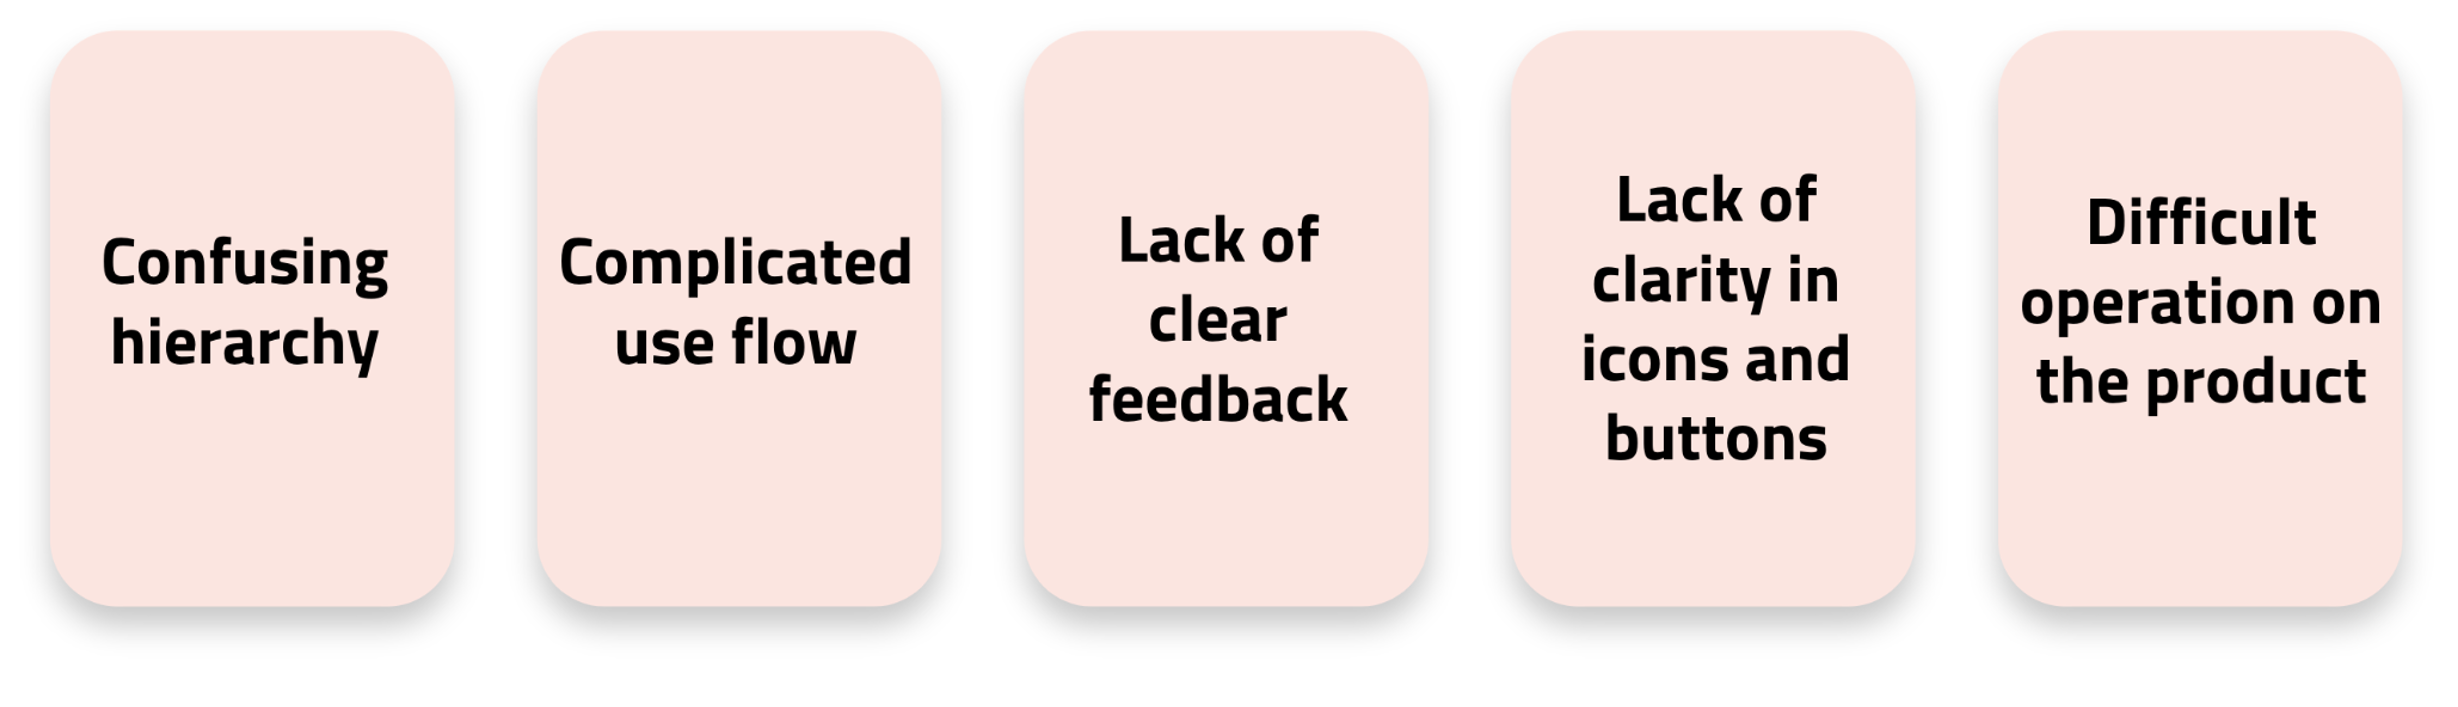 Confusing
hierarchy
Complicated
use flow
Lack of
clear
feedback
Lack of
clarity in
icons and
buttons
Difficult
operation on
the product